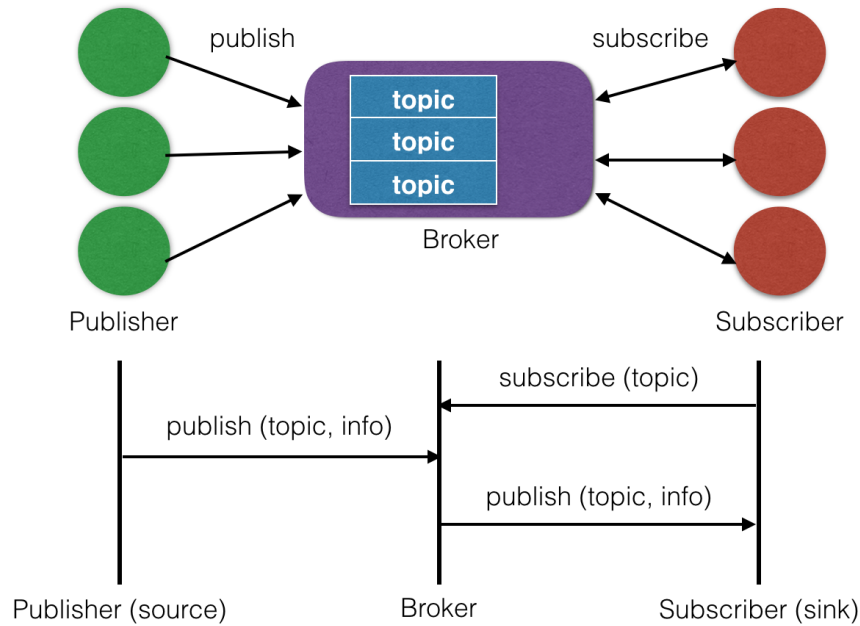 publish
subscribe
topic
topic
topic
Broker
Publisher
Subscriber
subscribe (topic)
publish (topic, info)
publish (topic, info)
Publisher (source)
Broker
Subscriber (sink)